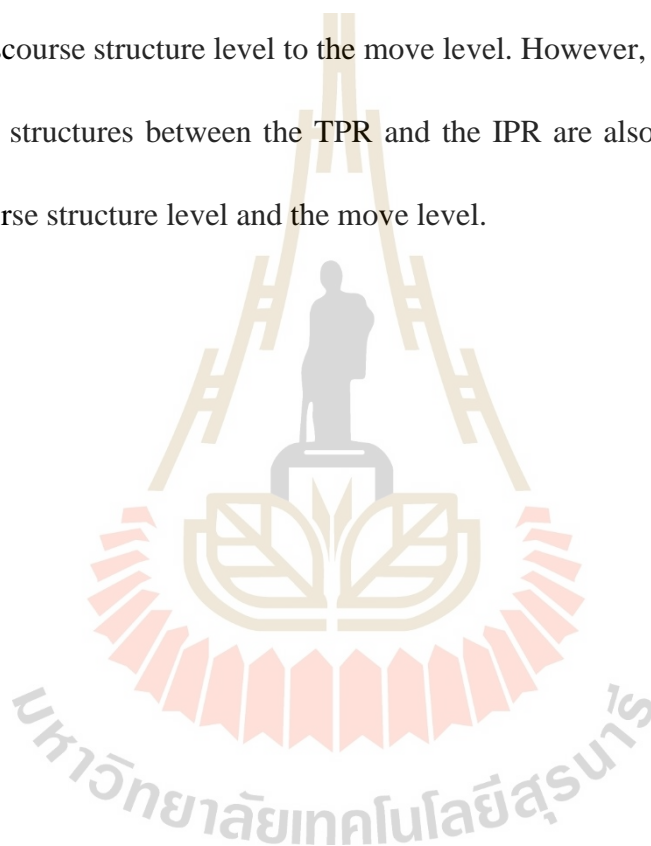 scourse structure level to the move level. However,
structures between the TPR and the IPR are also
rse structure level and the move level.
มหาวิทยาลัยเทคโนโลยีสุรนารี